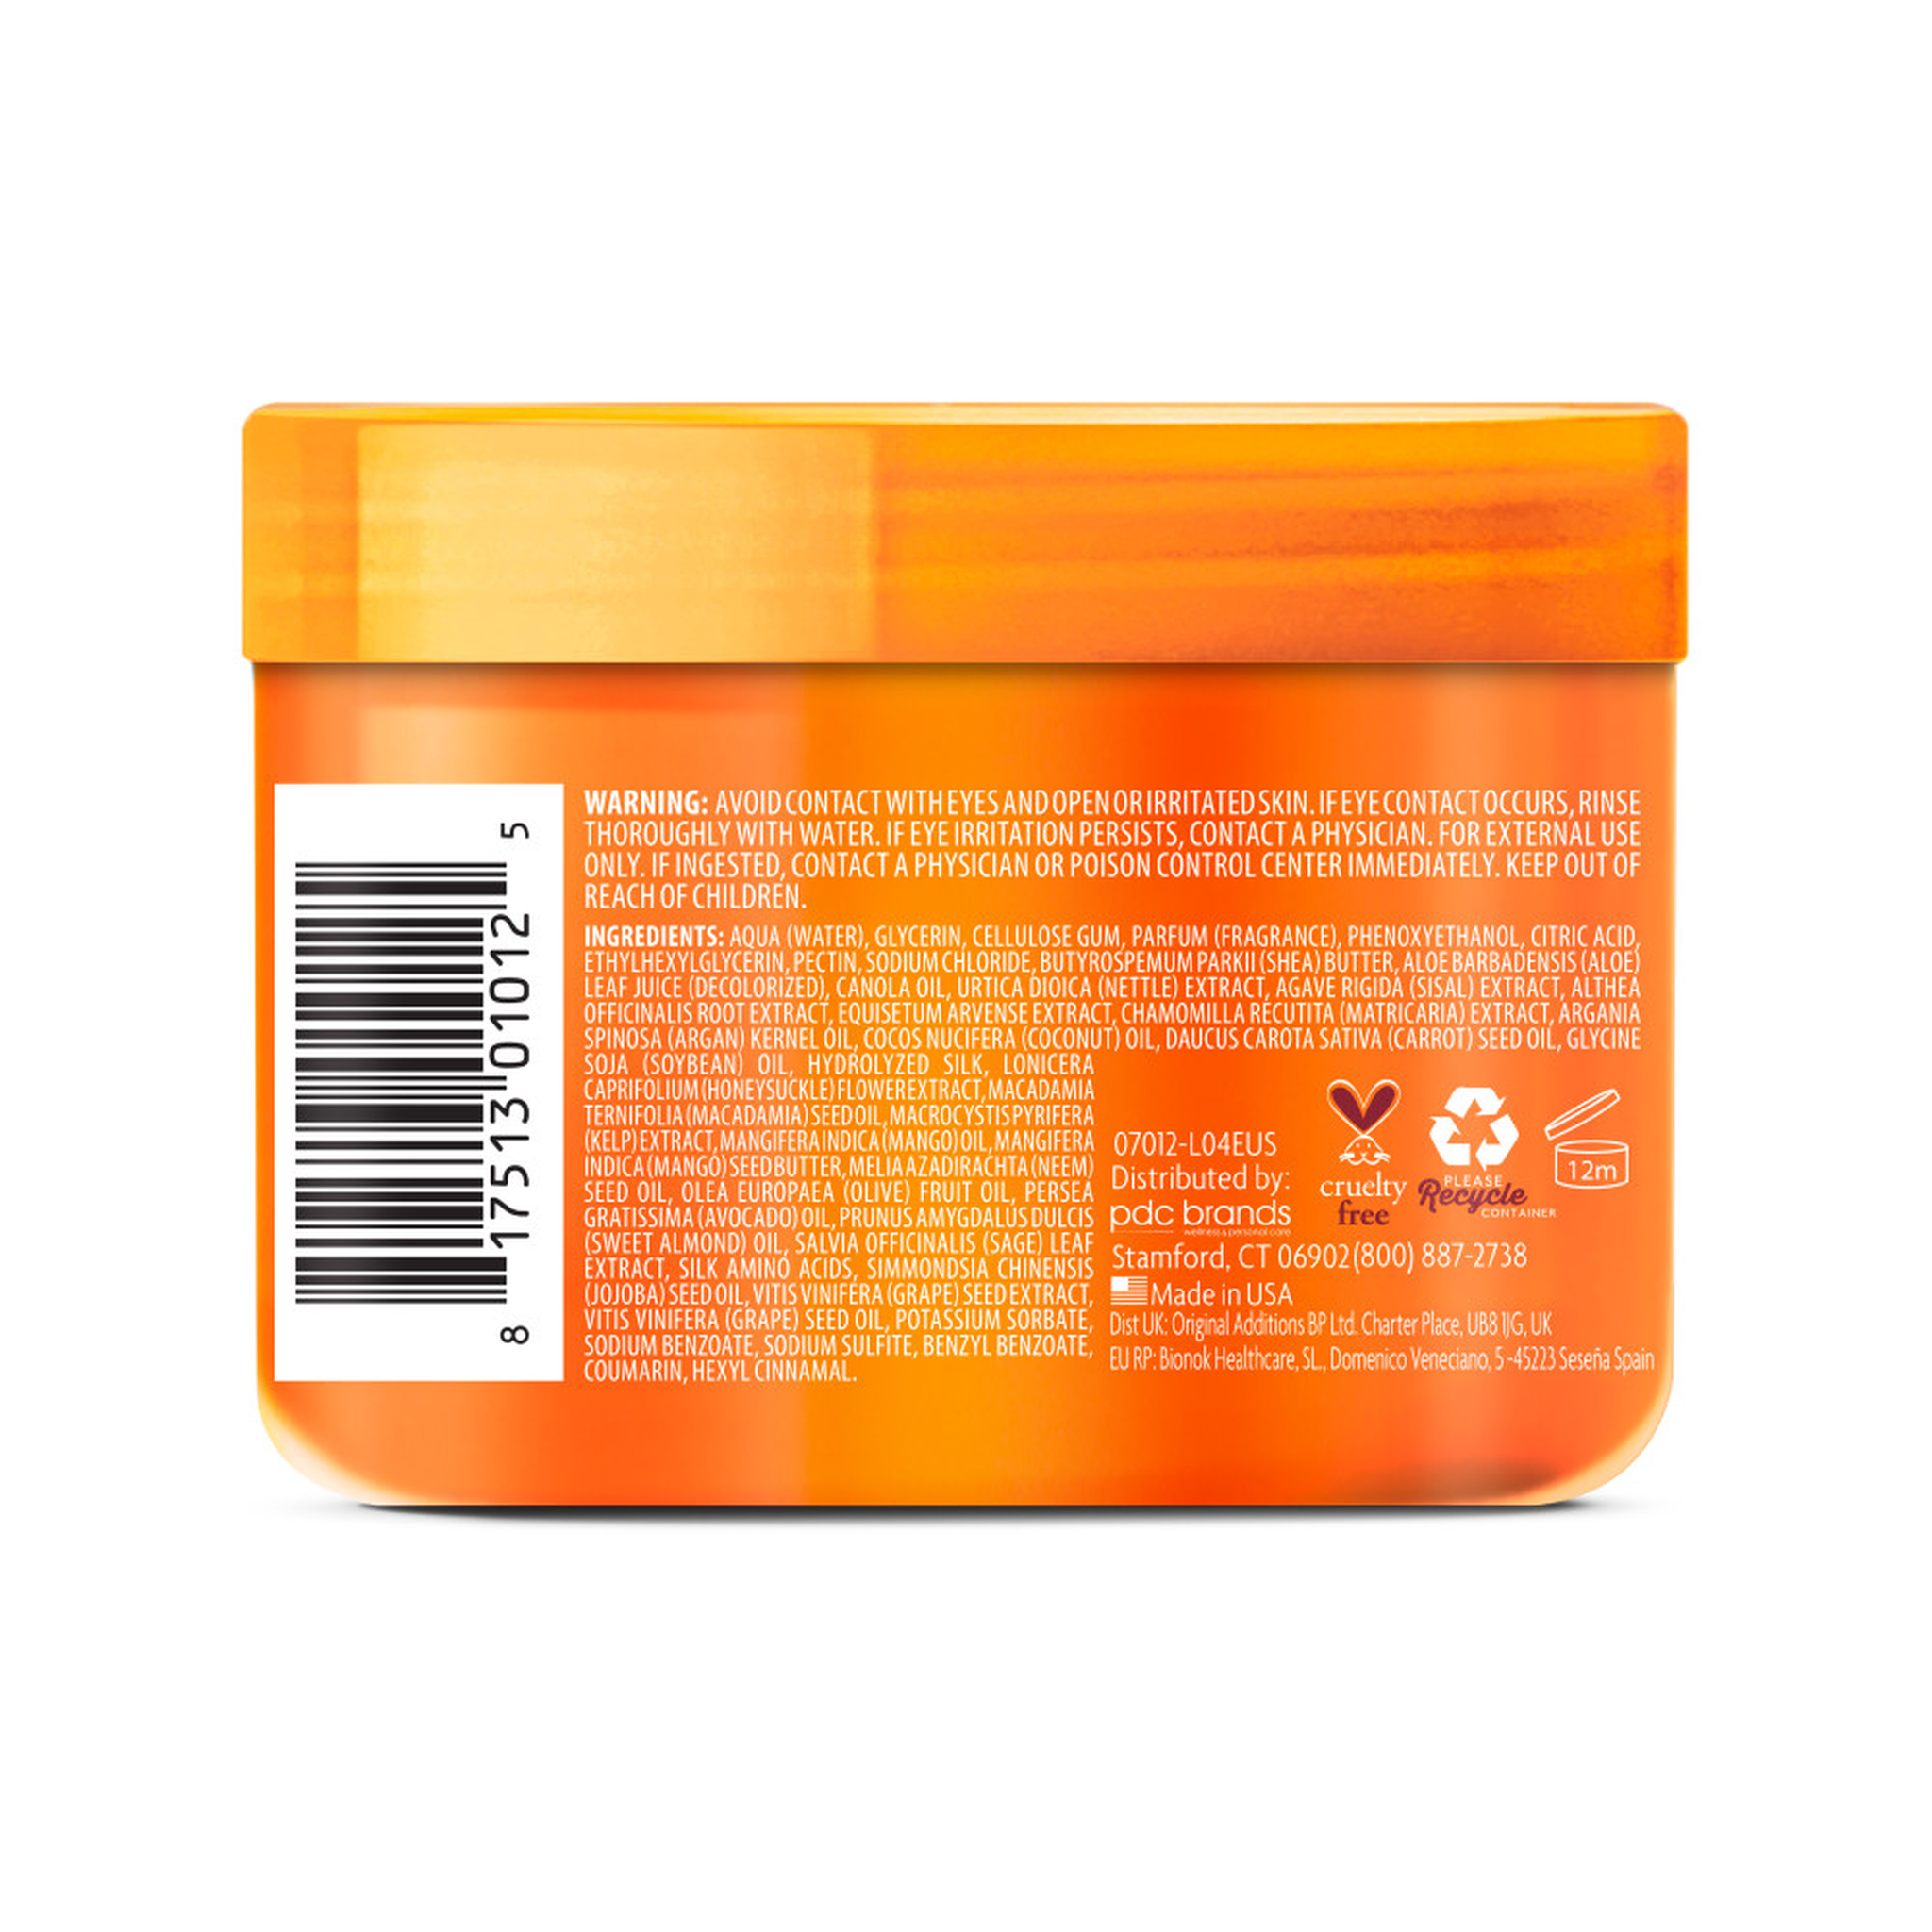 8 17513 01012 5
WARNING: AVOID CONTACT WITH EYES AND OPEN OR IRRITATED SKIN. IF EYE CONTACT OCCURS, RINSE
THOROUGHLY WITH WATER. IF EYE IRRITATION PERSISTS, CONTACT A PHYSICIAN. FOR EXTERNAL USE
ONLY. IF INGESTED, CONTACT A PHYSICIAN OR POISON CONTROL CENTER IMMEDIATELY. KEEP OUT OF
REACH OF CHILDREN.
INGREDIENTS: AQUA (WATER), GLYCERIN, CELLULOSE GUM, PARFUM (FRAGRANCE), PHENOXYETHANOL, CITRIC ACID,
ETHYLHEXYLGLYCERIN, PECTIN, SODIUM CHLORIDE, BUTYROSPEMUM PARKII (SHEA) BUTTER, ALOE BARBADENSIS (ALOE)
LEAF JUICE (DECOLORIZED), CANOLA OIL, URTICA DIOICA (NETTLE) EXTRACT, AGAVE RIGIDA (SISAL) EXTRACT, ALTHEA
OFFICINALIS ROOT EXTRACT, EQUISETUM ARVENSE EXTRACT, CHAMOMILLA RECUTITA (MATRICARIA) EXTRACT, ARGANIA
SPINOSA (ARGAN) KERNEL OIL, COCOS NUCIFERA (COCONUT) OIL, DAUCUS CAROTA SATIVA (CARROT) SEED OIL, GLYCINE
SOJA (SOYBEAN) OIL, HYDROLYZED SILK, LONICERA
CAPRIFOLIUM (HONEYSUCKLE) FLOWER EXTRACT, MACADAMIA
TERNIFOLIA (MACADAMIA) SEED OIL, MACROCYSTIS PYRIFERA
(KELP) EXTRACT, MANGIFERA INDICA (MANGO) OIL, MANGIFERA
INDICA (MANGO) SEED BUTTER, MELIA AZADIRACHTA (NEEM)
SEED OIL, OLEA EUROPAEA (OLIVE) FRUIT OIL, PERSEA
GRATISSIMA (AVOCADO) OIL, PRUNUS AMYGDALUS DULCIS
(SWEET ALMOND) OIL, SALVIA OFFICINALIS (SAGE) LEAF
EXTRACT, SILK AMINO ACIDS, SIMMONDSIA CHINENSIS
(JOJOBA) SEED OIL, VITIS VINIFERA (GRAPE) SEED EXTRACT,
VITIS VINIFERA (GRAPE) SEED OIL, POTASSIUM SORBATE,
SODIUM BENZOATE, SODIUM SULFITE, BENZYL BENZOATE,
COUMARIN, HEXYL CINNAMAL.
07012-L04EUS
Distributed by:
pdc brands
wellness & personal care
Stamford, CT 06902 (800) 887-2738
Made in USA
Dist UK: Original Additions BP Ltd. Charter Place, UB8 1JG, UK
EU RP: Bionok Healthcare, SL., Domenico Veneciano, 5 -45223 Seseña Spain
cruelty
free
PLEASE
Recycle
CONTAINER
12m